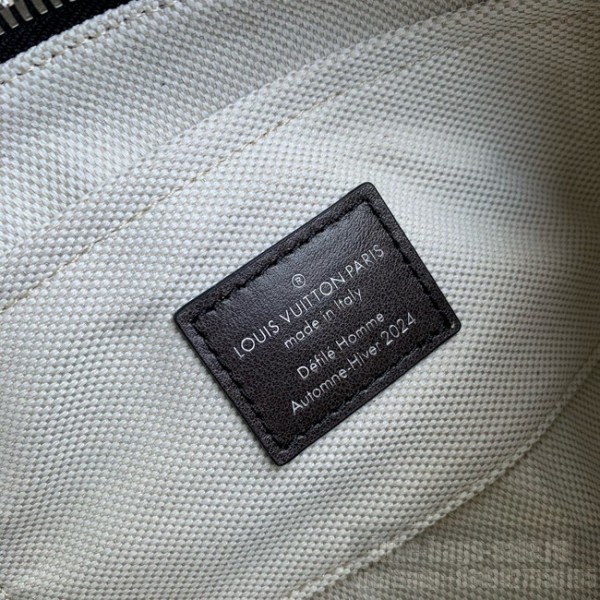 ®
LOUIS VUITTON·PARIS
made in Italy
Défilé Homme
Automne-Hiver 2024